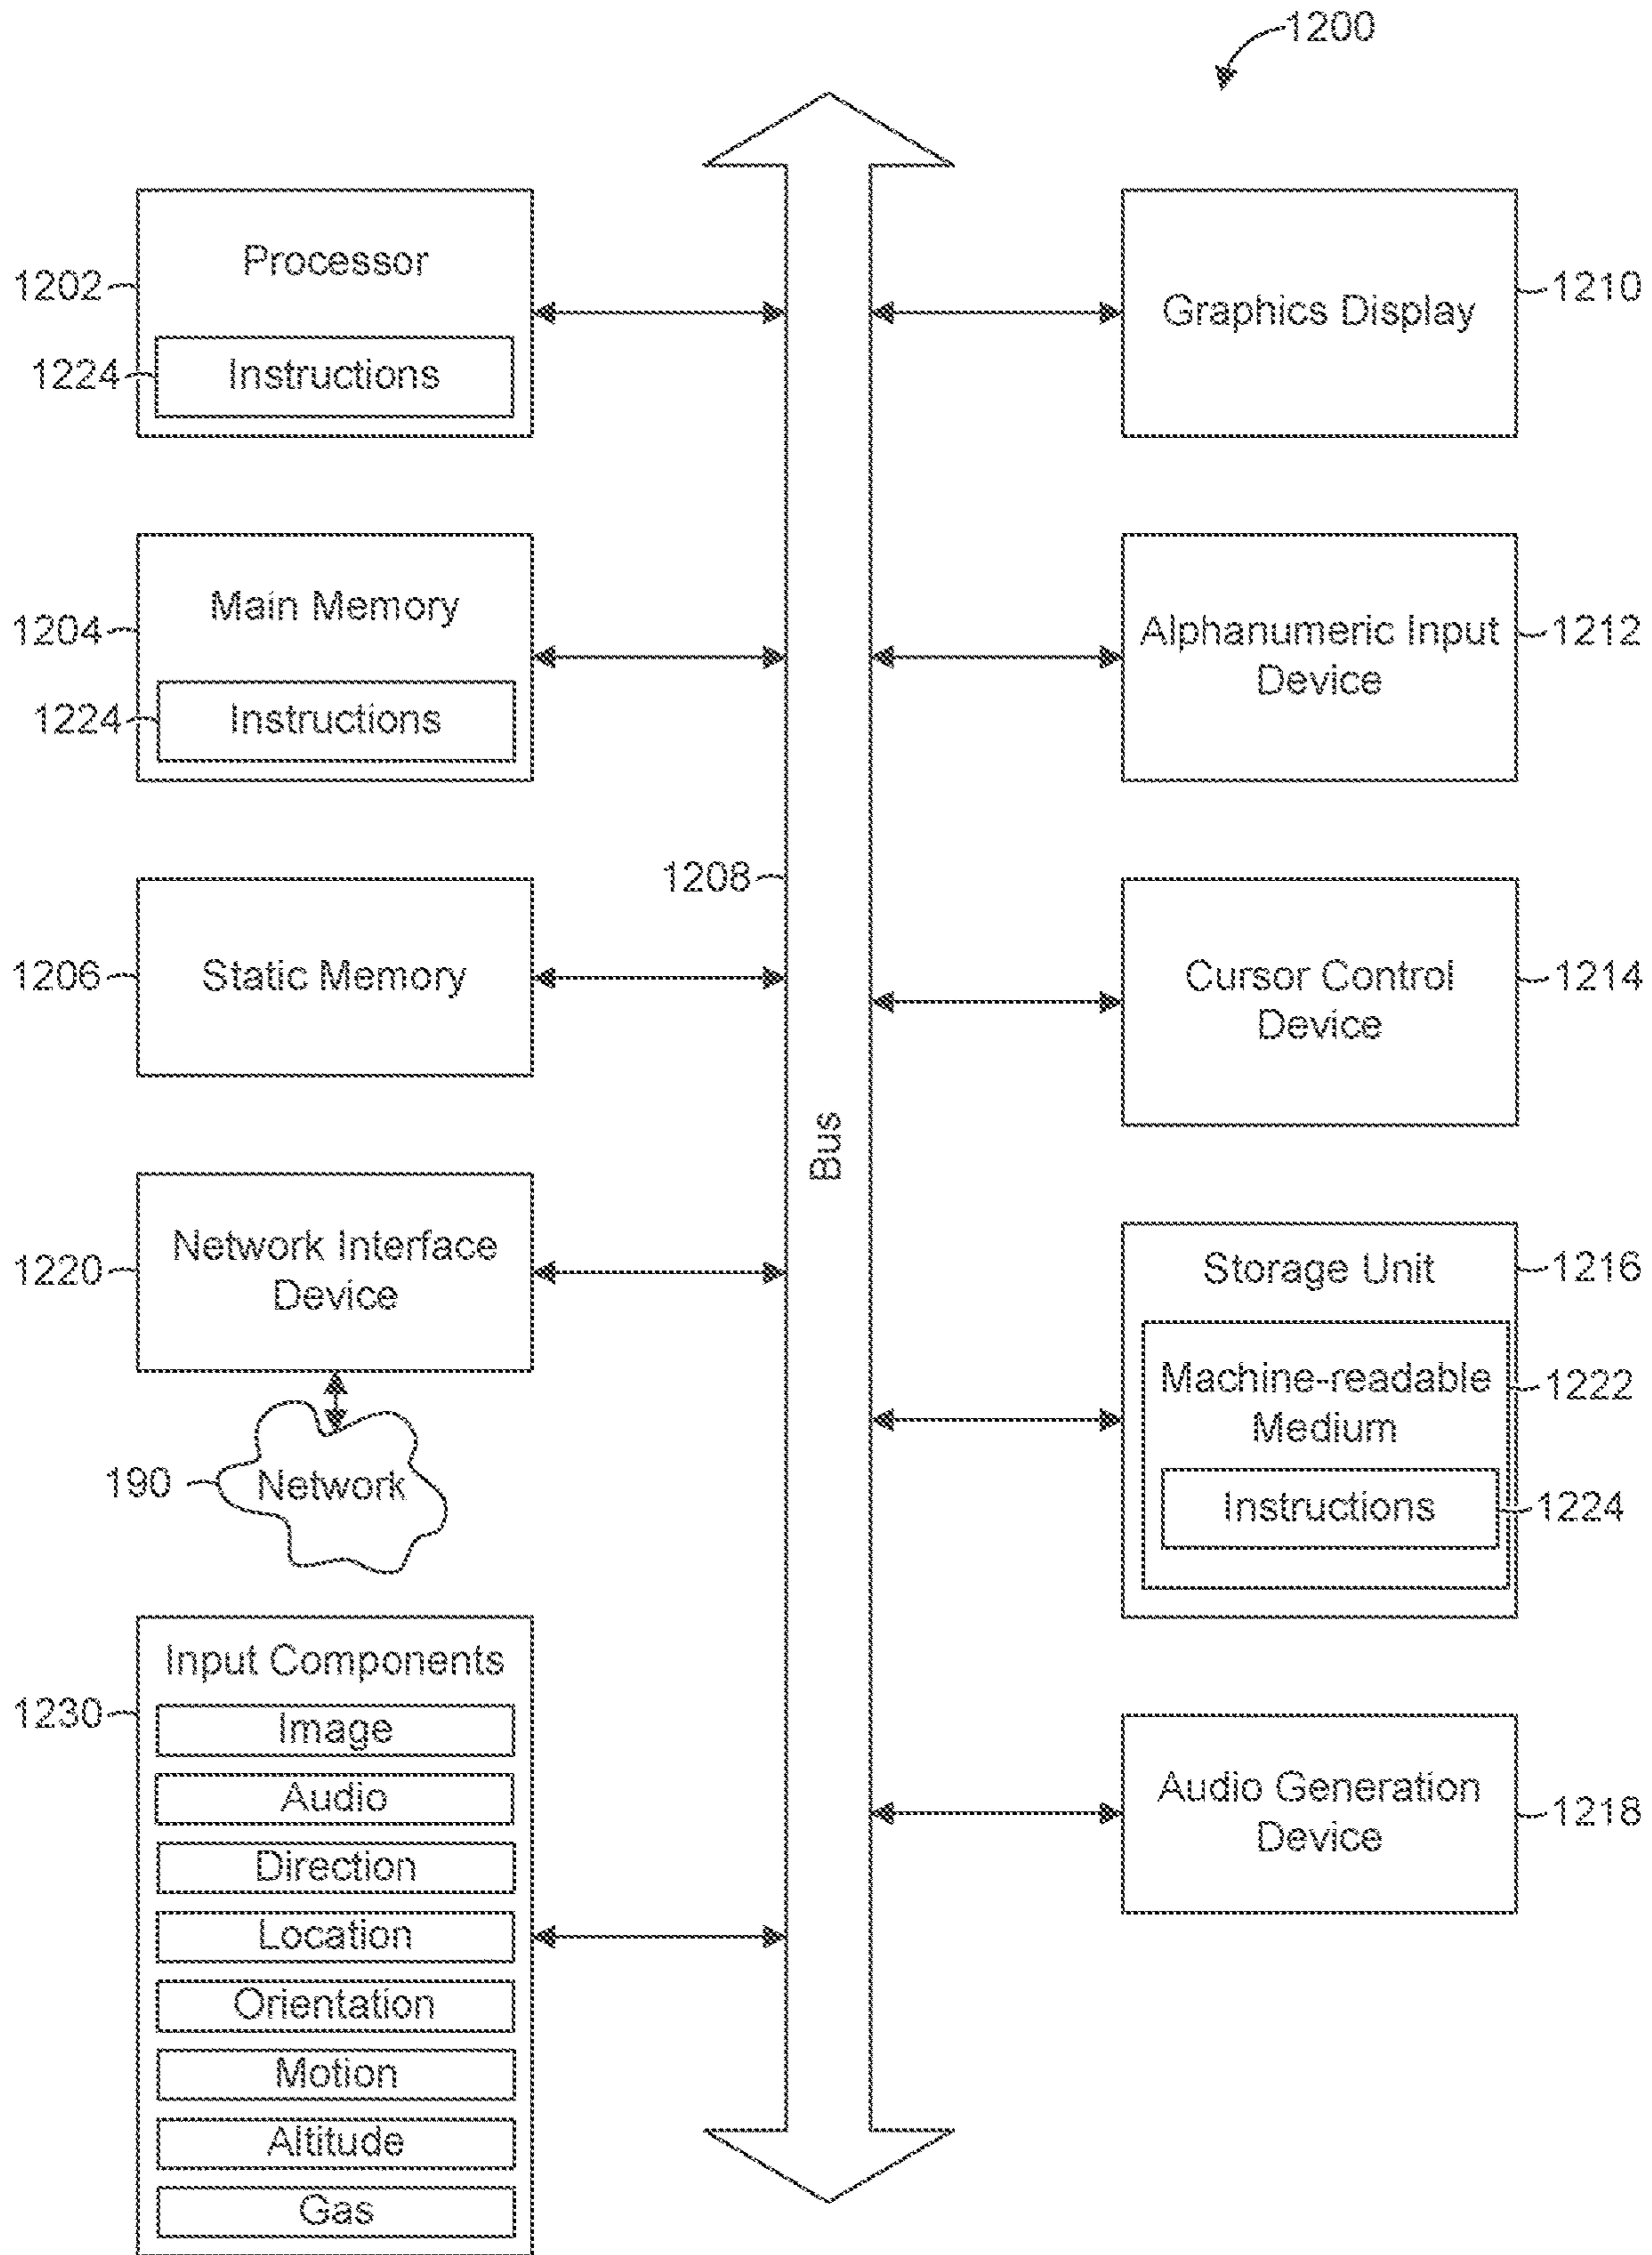 1200
Processor
1202
1224
Instructions
Main Memory
1204
1224
Instructions
1206
Static Memory
Network Interface
1220
Device
190
Network
Input Components
1230
Image
Audio
Direction
Location
Orientation
Motion
Altitude
Gas
1208
Bus
Graphics Display
1210
Alphanumeric Input
1212
Device
Cursor Control
1214
Device
Storage Unit
1216
Machine-readable
1222
Medium
Instructions
1224
Audio Generation
1218
Device